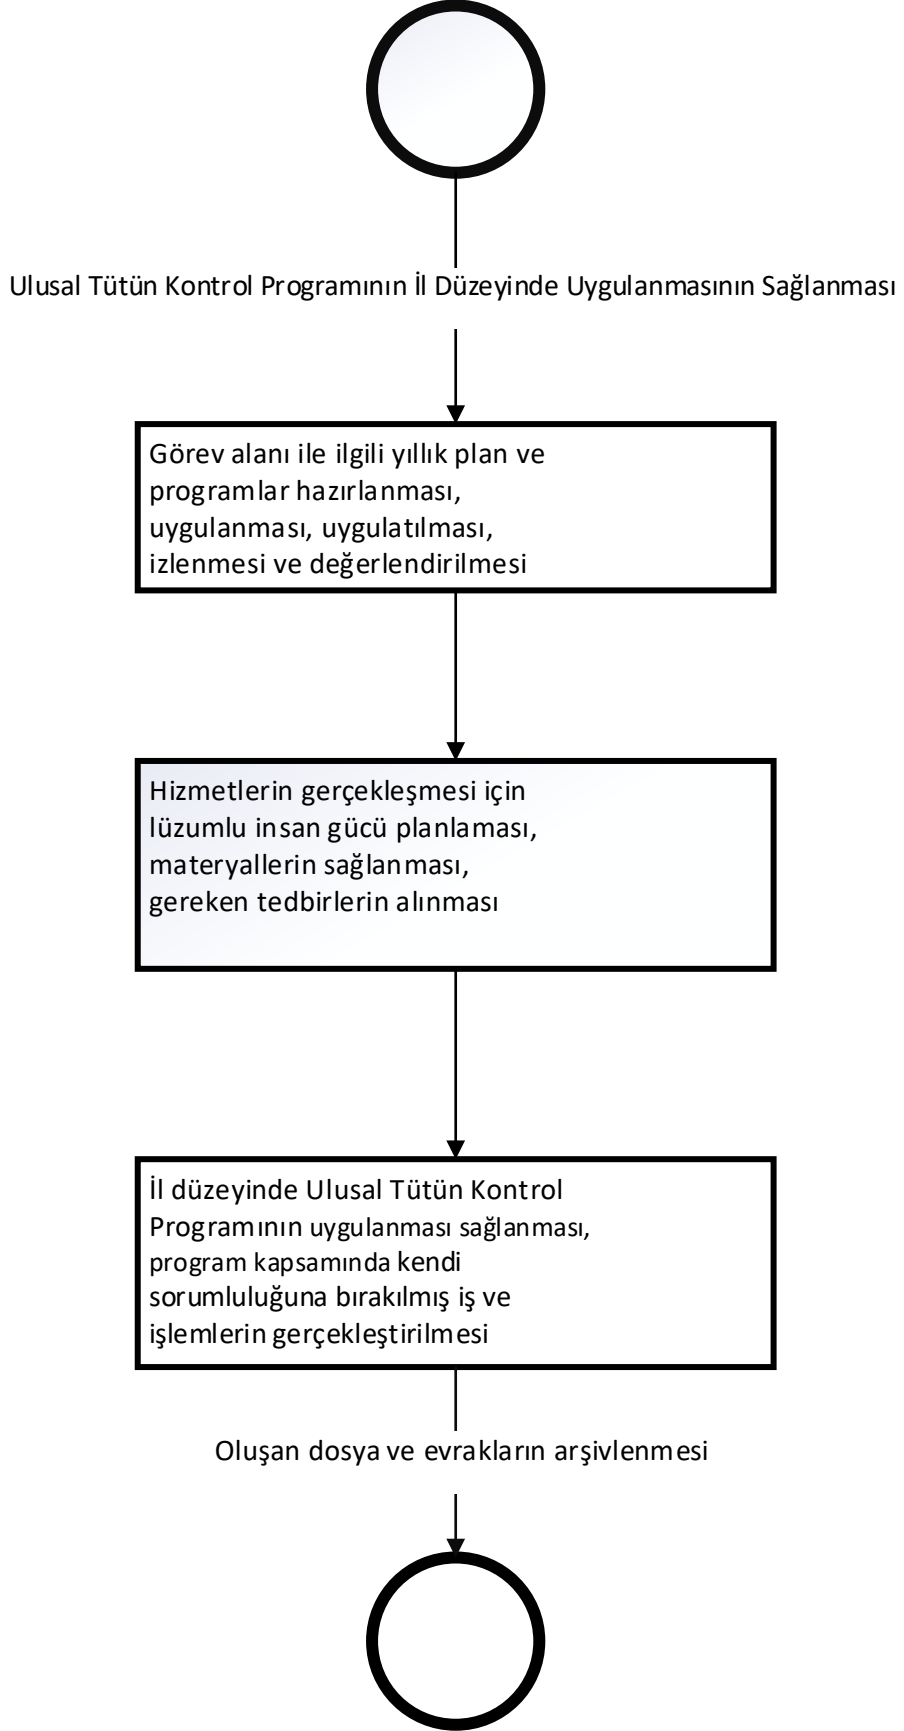 Ulusal Tütün Kontrol Programının İl Düzeyinde Uygulanmasının Sağlanması
Görev alanı ile ilgili yıllık plan ve
programlar hazırlanması,
uygulanması, uygulatılması,
izlenmesi ve değerlendirilmesi
Hizmetlerin gerçekleşmesi için
lüzumlu insan gücü planlaması,
materyallerin sağlanması,
gereken tedbirlerin alınması
İl düzeyinde Ulusal Tütün Kontrol
Programının uygulanması sağlanması,
program kapsamında kendi
sorumluluğuna bırakılmış iş ve
işlemlerin gerçekleştirilmesi
Oluşan dosya ve evrakların arşivlenmesi